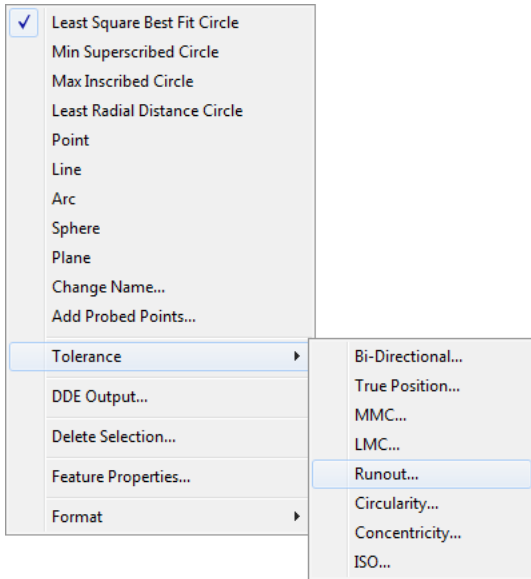 Least Square Best Fit Circle
Min Superscribed Circle
Max Inscribed Circle
Least Radial Distance Circle
Point
Line
Arc
Sphere
Plane
Change Name...
Add Probed Points...
Tolerance
DDE Output...
Delete Selection...
Feature Properties...
Format
Bi-Directional...
True Position...
MMC...
LMC...
Runout...
Circularity...
Concentricity...
ISO...